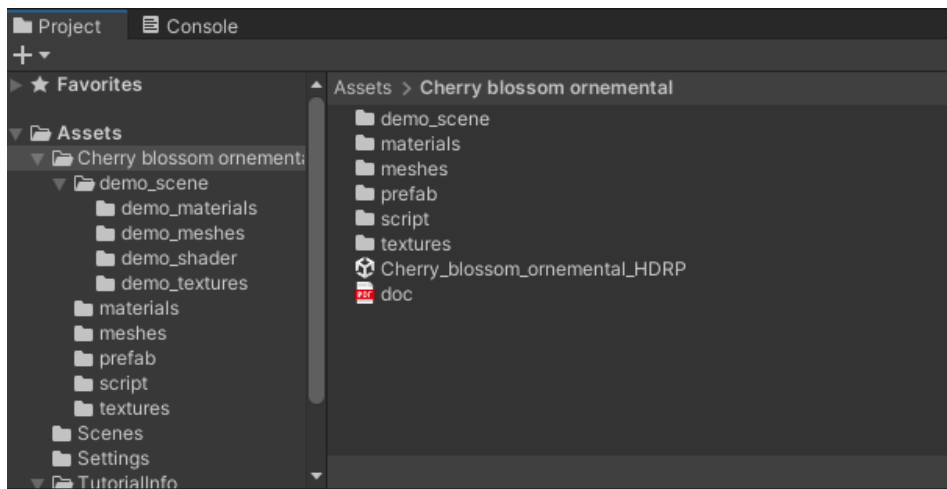 Project
Console
Favorites
Assets
Cherry blossom ornementa
demo_scene
demo_materials
demo_meshes
demo_shader
demo_textures
materials
meshes
prefab
script
textures
Scenes
Settings
TutorialInfo
Assets > Cherry blossom ornemental
demo_scene
materials
meshes
prefab
script
textures
Cherry_blossom_ornemental_HDRP
PDF doc